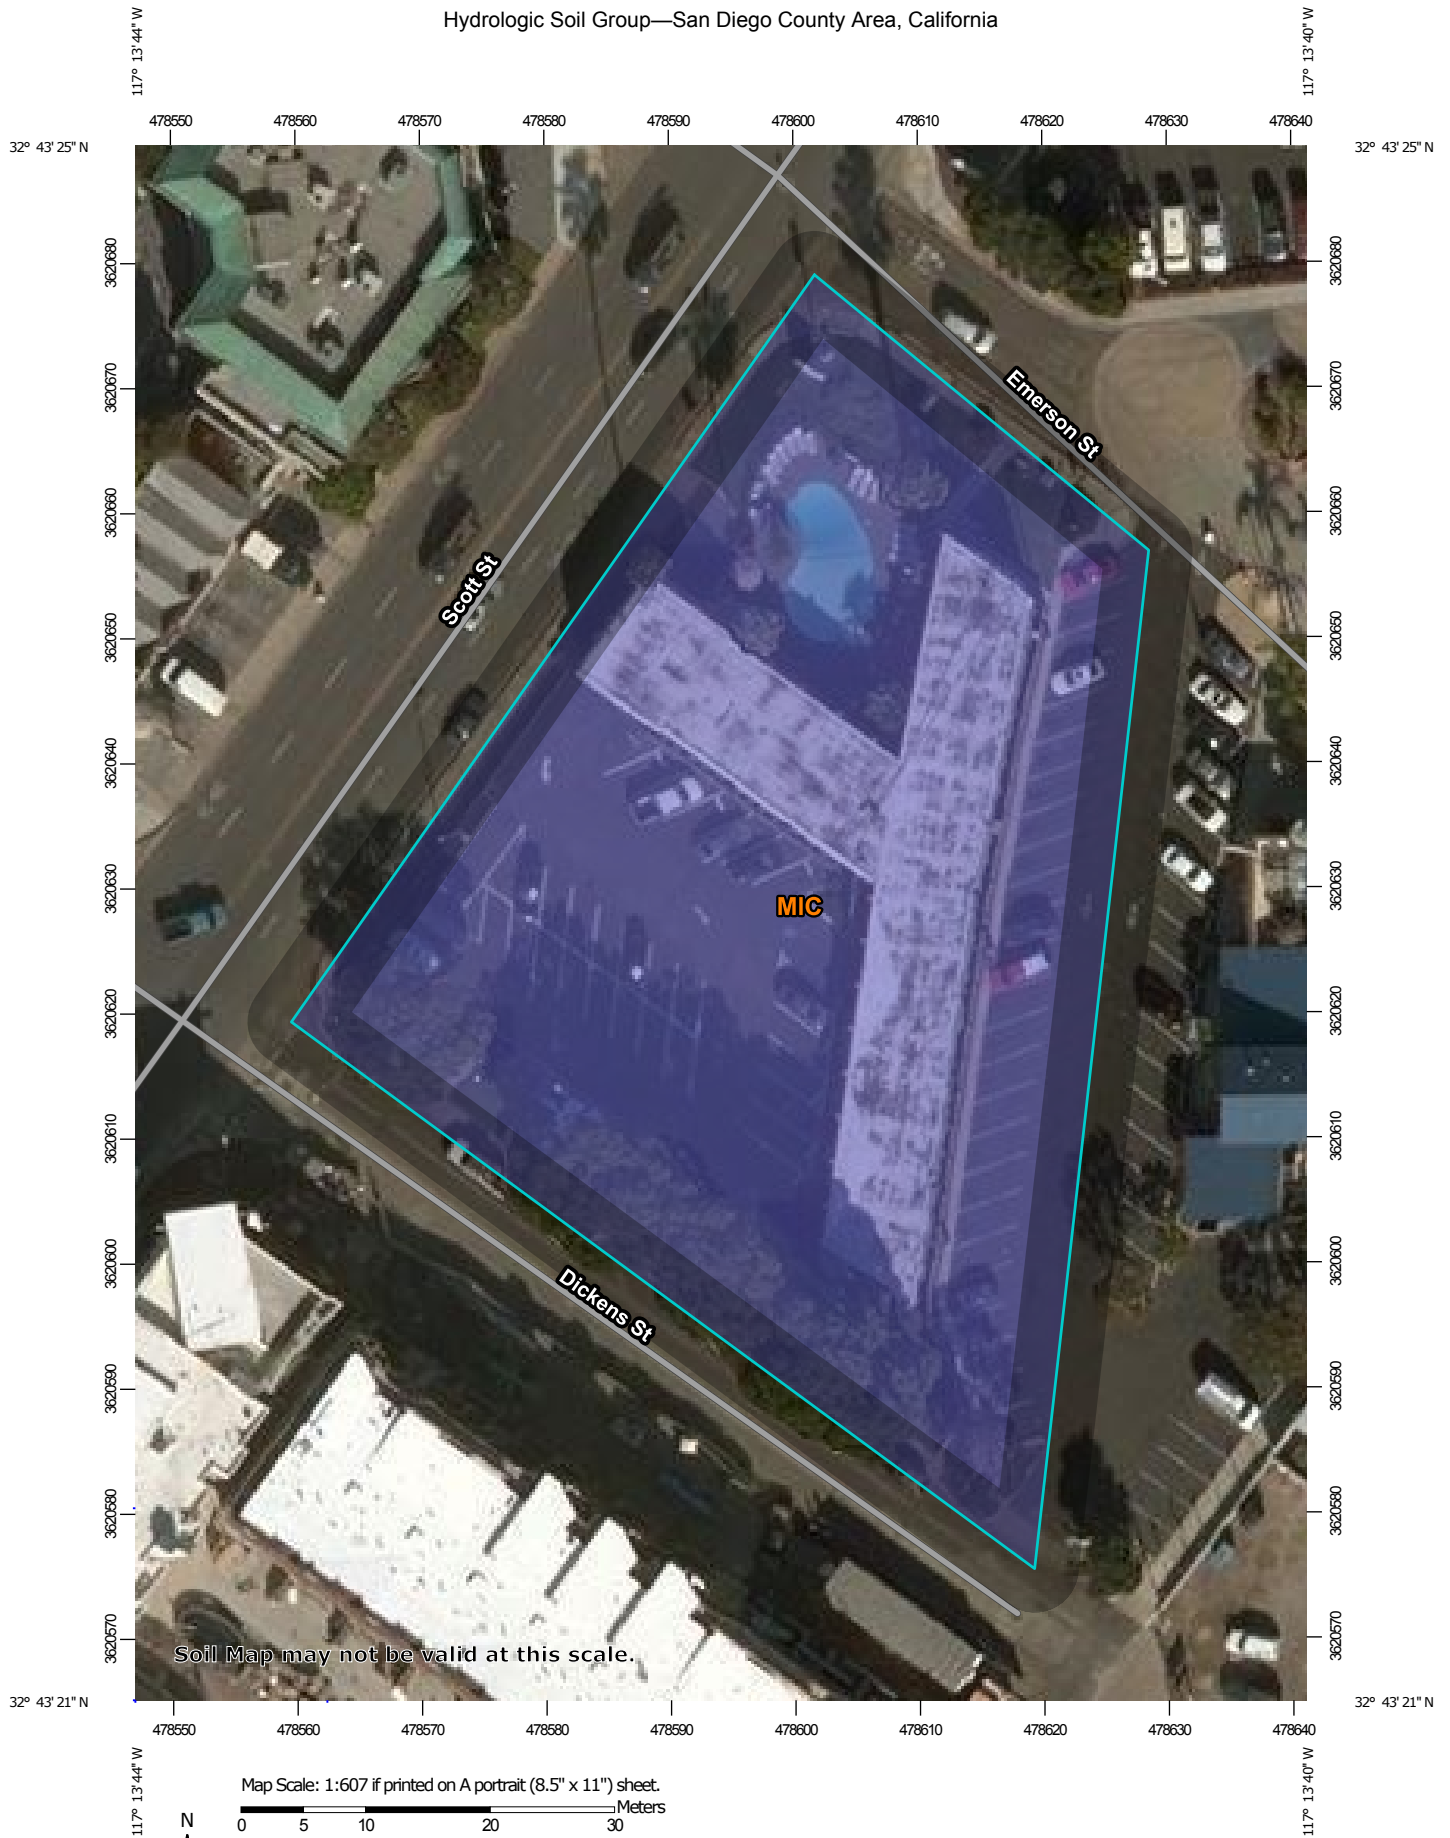 Hydrologic Soil Group—San Diego County Area, California
117° 13' 44" W
117° 13' 40" W
478550 478560 478570 478580 478590 478600 478610 478620 478630 478640
32° 43' 25" N
32° 43' 25" N
3620680
3620680
3620670
3620670
Emerson St
3620660
3620660
Scott St
3620650
3620650
3620640
3620640
3620630
3620630
MIC
3620620
3620620
3620610
3620610
3620600
3620600
Dickens St
3620590
3620590
3620580
3620580
3620570
3620570
Soil Map may not be valid at this scale.
32° 43' 21" N
32° 43' 21" N
478550 478560 478570 478580 478590 478600 478610 478620 478630 478640
117° 13' 44" W
117° 13' 40" W
Map Scale: 1:607 if printed on A portrait (8.5" x 11") sheet.
Meters
N
0 5 10 20 30